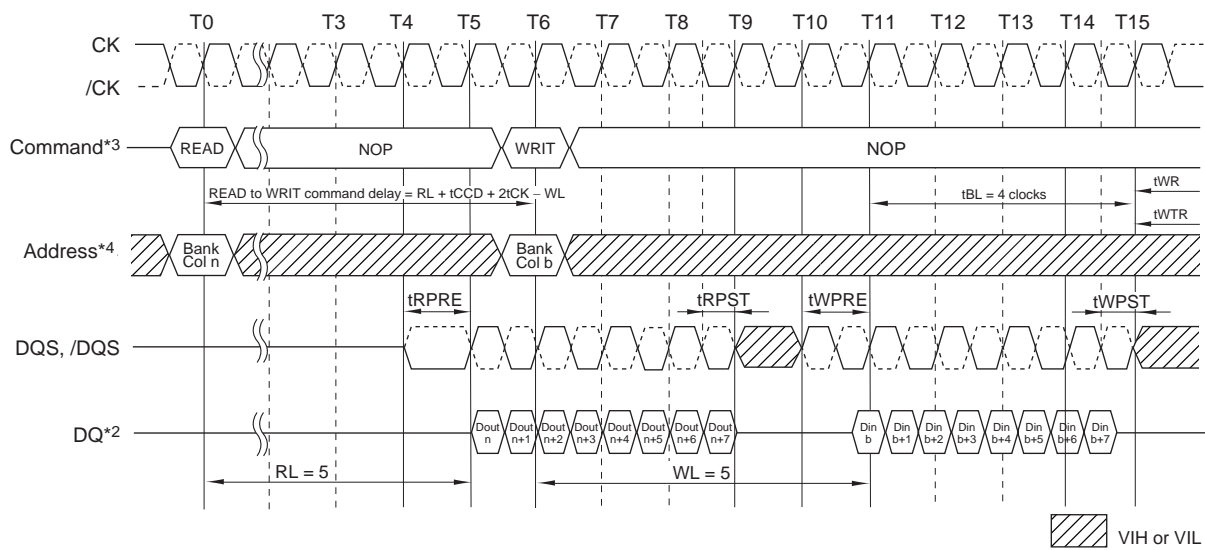 T0 T3 T4 T5 T6 T7 T8 T9 T10 T11 T12 T13 T14 T15
CK
/CK
Command*3 READ NOP WRIT NOP
READ to WRIT command delay = RL + tCCD + 2tCK − WL
tBL = 4 clocks
tWR
tWTR
Address*4
Bank Col n
Bank Col b
tRPRE tRPST tWPRE tWPST
DQS, /DQS
DQ*2
Dout n
Dout n+1
Dout n+2
Dout n+3
Dout n+4
Dout n+5
Dout n+6
Dout n+7
Din b
Din b+1
Din b+2
Din b+3
Din b+4
Din b+5
Din b+6
Din b+7
RL = 5
WL = 5
VIH or VIL